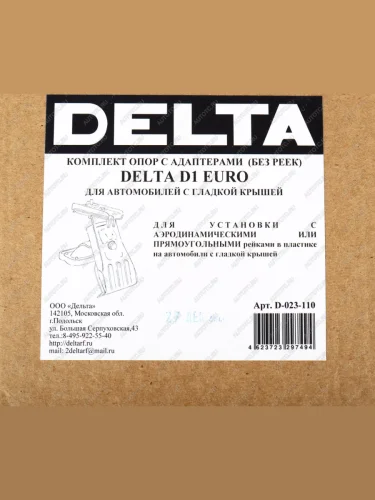 DELTA
КОМПЛЕКТ ОПОР С АДАПТЕРАМИ (БЕЗ РЕЕК)
DELTA D1 EURO
ДЛЯ АВТОМОБИЛЕЙ С ГЛАДКОЙ КРЫШЕЙ
ДЛЯ УСТАНОВКИ С
АЭРОДИНАМИЧЕСКИМИ ИЛИ
ПРЯМОУГОЛЬНЫМИ рейками в пластике
на автомобили с гладкой крышей
ООО «Дельта»
142105, Московская обл.
г.Подольск
ул. Большая Серпуховская,43
тел.:8-495-922-55-40
http://deltarf.ru
mail: 2deltarf@mail.ru
Арт. D-023-110
4623723297494